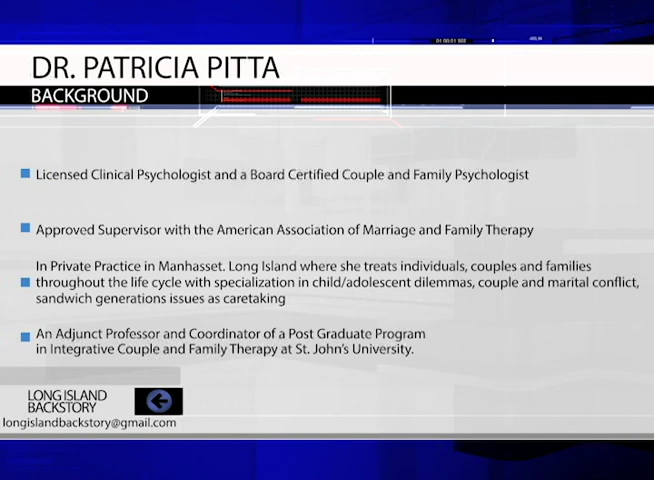 DR. PATRICIA PITTA
BACKGROUND
Licensed Clinical Psychologist and a Board Certified Couple and Family Psychologist
Approved Supervisor with the American Association of Marriage and Family Therapy
In Private Practice in Manhasset. Long Island where she treats individuals, couples and families
throughout the life cycle with specialization in child/adolescent dilemmas, couple and marital conflict,
sandwich generations issues as caretaking
An Adjunct Professor and Coordinator of a Post Graduate Program
in Integrative Couple and Family Therapy at St. John's University.
LONG ISLAND
BACKSTORY
longislandbackstory@gmail.com